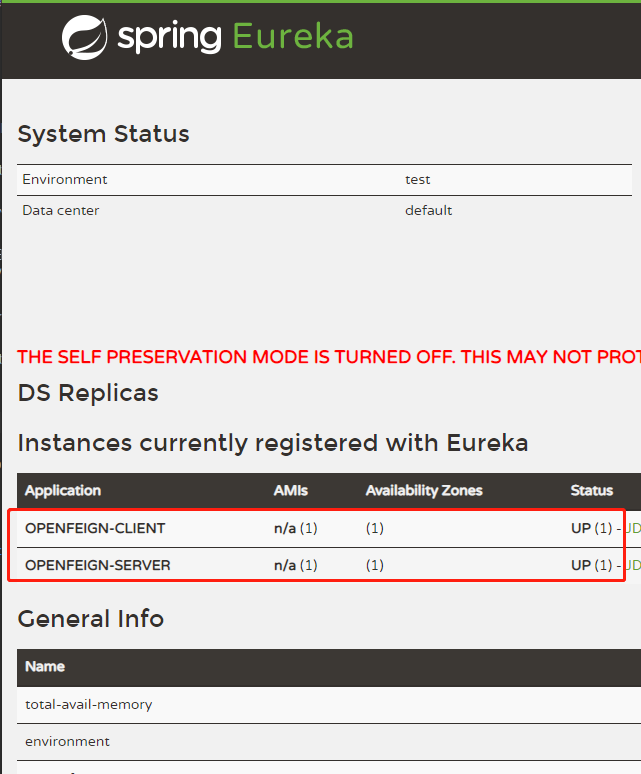 spring Eureka
System Status
Environment test
Data center default
THE SELF PRESERVATION MODE IS TURNED OFF. THIS MAY NOT PROT
DS Replicas
Instances currently registered with Eureka
Application AMIs Availability Zones Status
OPENFEIGN-CLIENT n/a (1) (1) UP (1) - JD
OPENFEIGN-SERVER n/a (1) (1) UP (1) - JD
General Info
Name
total-avail-memory
environment